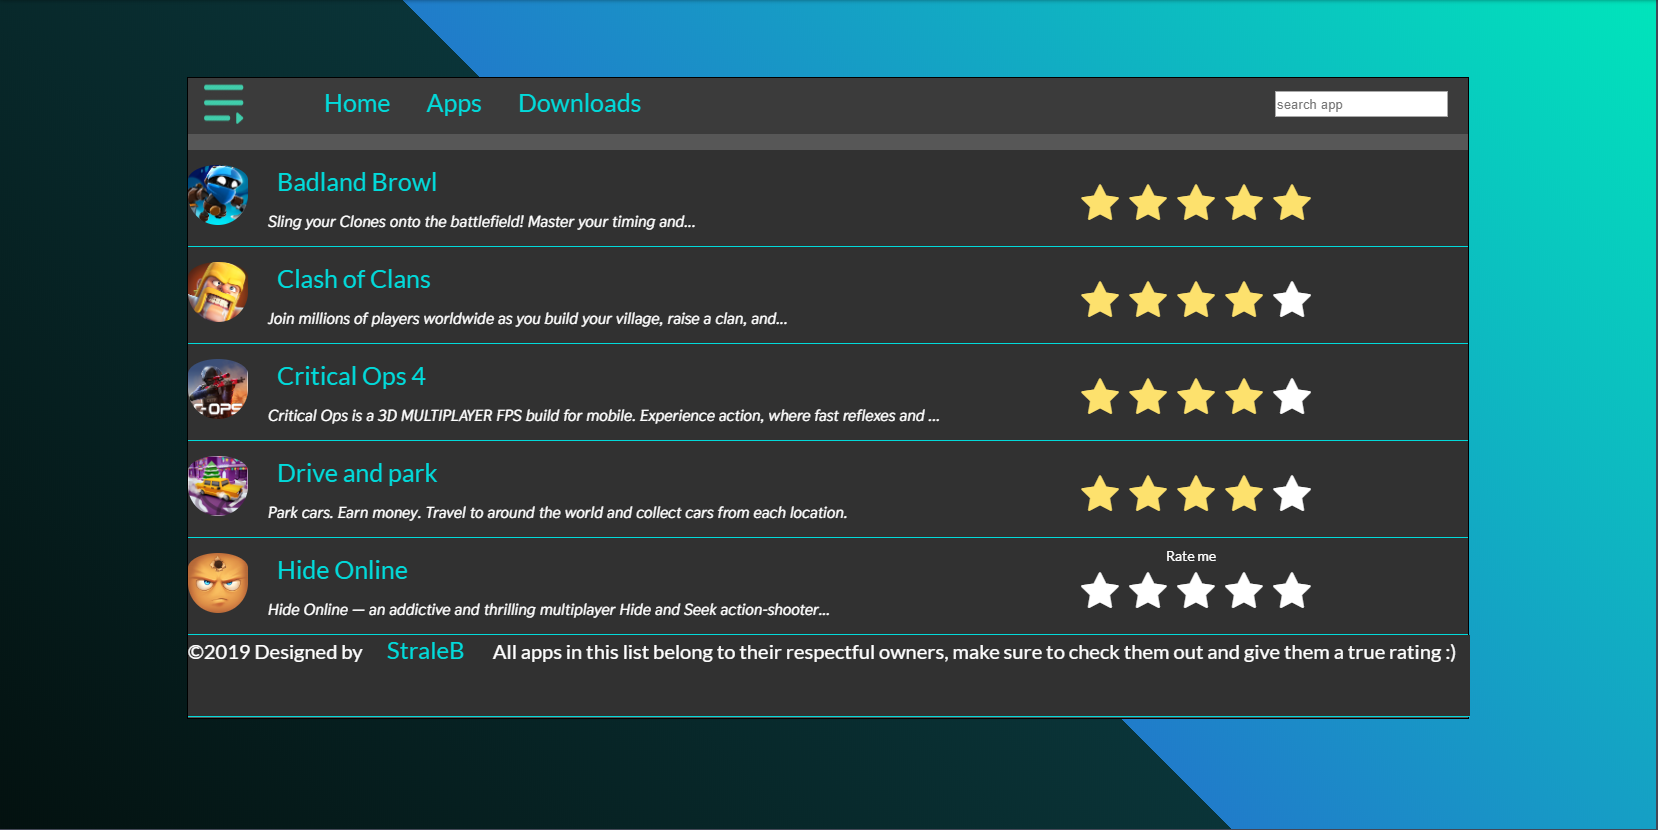 Home Apps Downloads search app
Badland Browl
Sling your Clones onto the battlefield! Master your timing and...
Clash of Clans
Join millions of players worldwide as you build your village, raise a clan, and...
Critical Ops 4
C-OPS
Critical Ops is a 3D MULTIPLAYER FPS build for mobile. Experience action, where fast reflexes and ...
Drive and park
Park cars. Earn money. Travel to around the world and collect cars from each location.
Rate me
Hide Online
Hide Online — an addictive and thrilling multiplayer Hide and Seek action-shooter...
©2019 Designed by StraleB All apps in this list belong to their respectful owners, make sure to check them out and give them a true rating :)